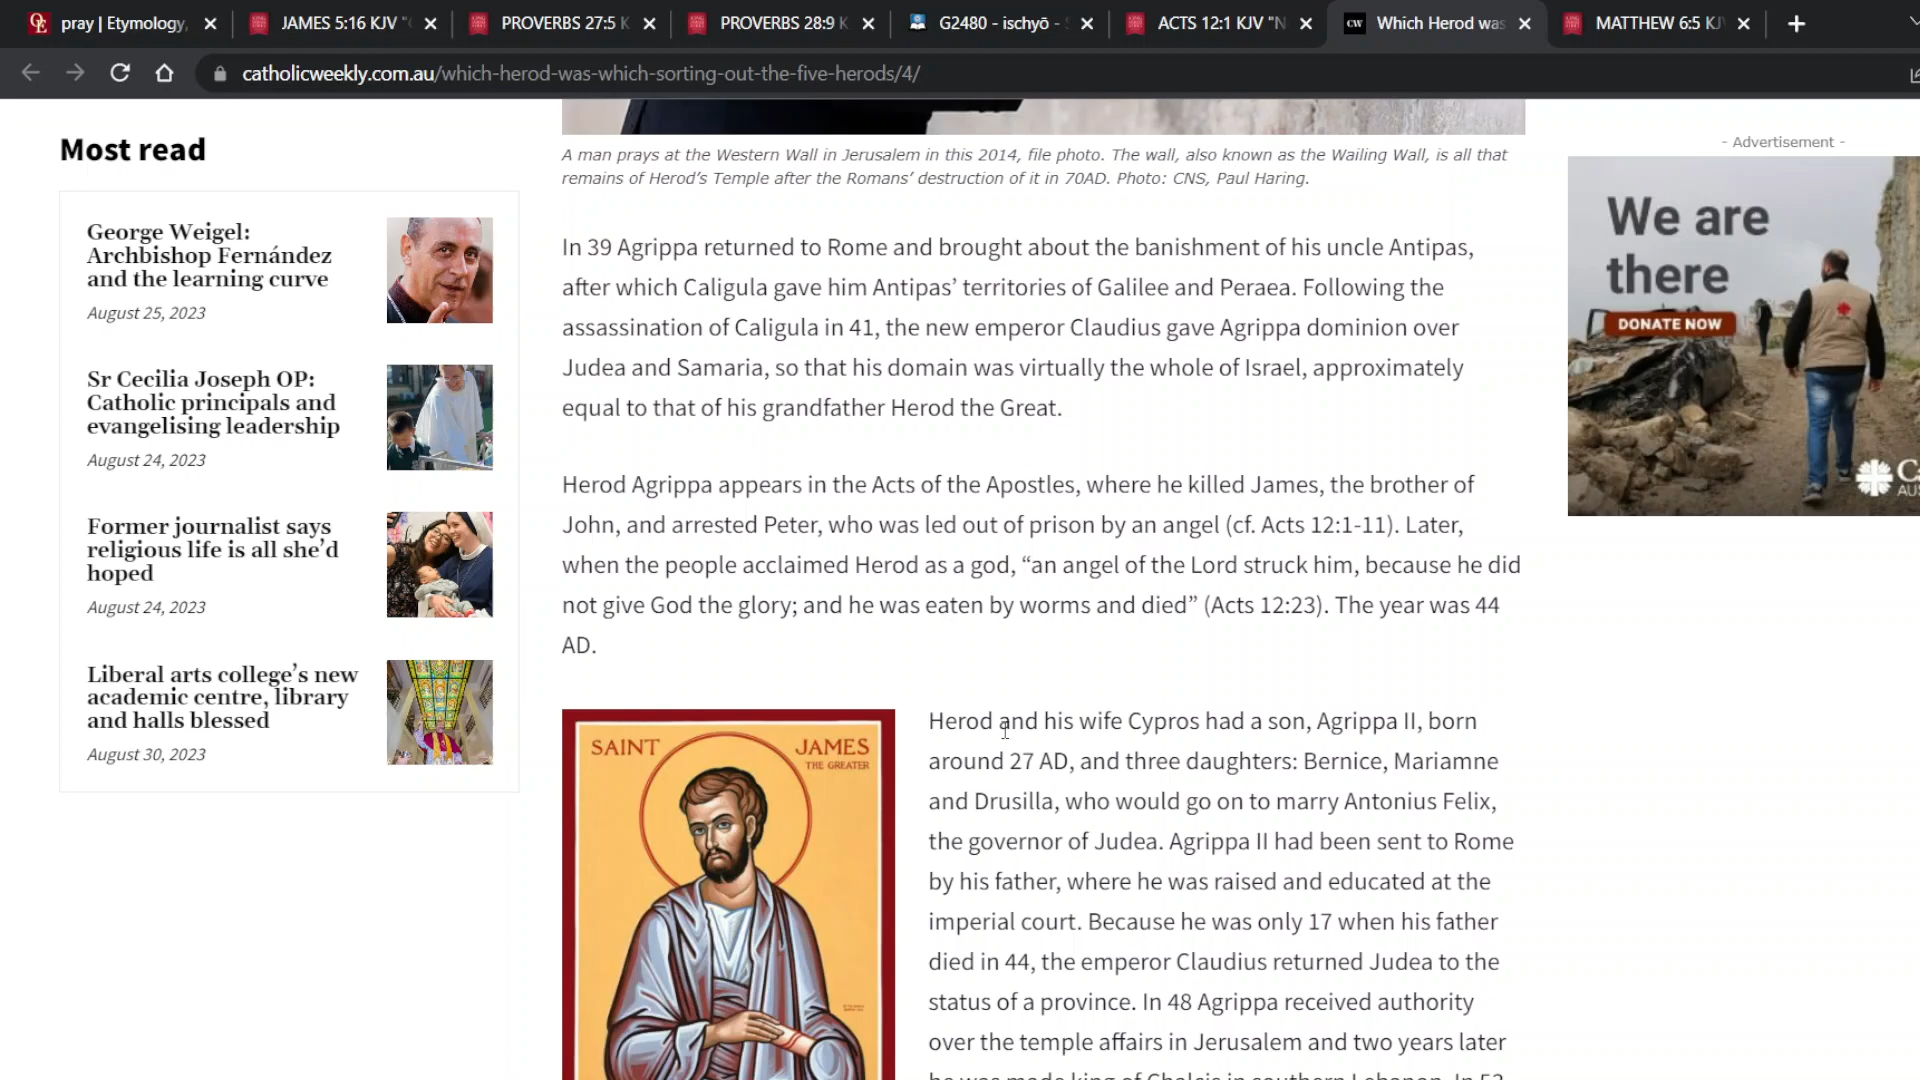 pray | Etymology,
JAMES 5:16 KJV "
PROVERBS 27:5 K
PROVERBS 28:9 K
G2480 - ischyō -
ACTS 12:1 KJV "N
Which Herod was
MATTHEW 6:5 KJ
catholicweekly.com.au/which-herod-was-which-sorting-out-the-five-herods/4/
Most read
George Weigel:
Archbishop Fernández
and the learning curve
August 25, 2023
Sr Cecilia Joseph OP:
Catholic principals and
evangelising leadership
August 24, 2023
Former journalist says
religious life is all she’d
hoped
August 24, 2023
Liberal arts college’s new
academic centre, library
and halls blessed
August 30, 2023
A man prays at the Western Wall in Jerusalem in this 2014, file photo. The wall, also known as the Wailing Wall, is all that
remains of Herod’s Temple after the Romans’ destruction of it in 70AD. Photo: CNS, Paul Haring.
In 39 Agrippa returned to Rome and brought about the banishment of his uncle Antipas,
after which Caligula gave him Antipas’ territories of Galilee and Peraea. Following the
assassination of Caligula in 41, the new emperor Claudius gave Agrippa dominion over
Judea and Samaria, so that his domain was virtually the whole of Israel, approximately
equal to that of his grandfather Herod the Great.
Herod Agrippa appears in the Acts of the Apostles, where he killed James, the brother of
John, and arrested Peter, who was led out of prison by an angel (cf. Acts 12:1-11). Later,
when the people acclaimed Herod as a god, “an angel of the Lord struck him, because he did
not give God the glory; and he was eaten by worms and died” (Acts 12:23). The year was 44
AD.
SAINT JAMES
THE GREATER
Herod and his wife Cypros had a son, Agrippa II, born
around 27 AD, and three daughters: Bernice, Mariamne
and Drusilla, who would go on to marry Antonius Felix,
the governor of Judea. Agrippa II had been sent to Rome
by his father, where he was raised and educated at the
imperial court. Because he was only 17 when his father
died in 44, the emperor Claudius returned Judea to the
status of a province. In 48 Agrippa received authority
over the temple affairs in Jerusalem and two years later
he was made king of Chalcis in southern Lebanon. In 53
- Advertisement -
We are
there
DONATE NOW